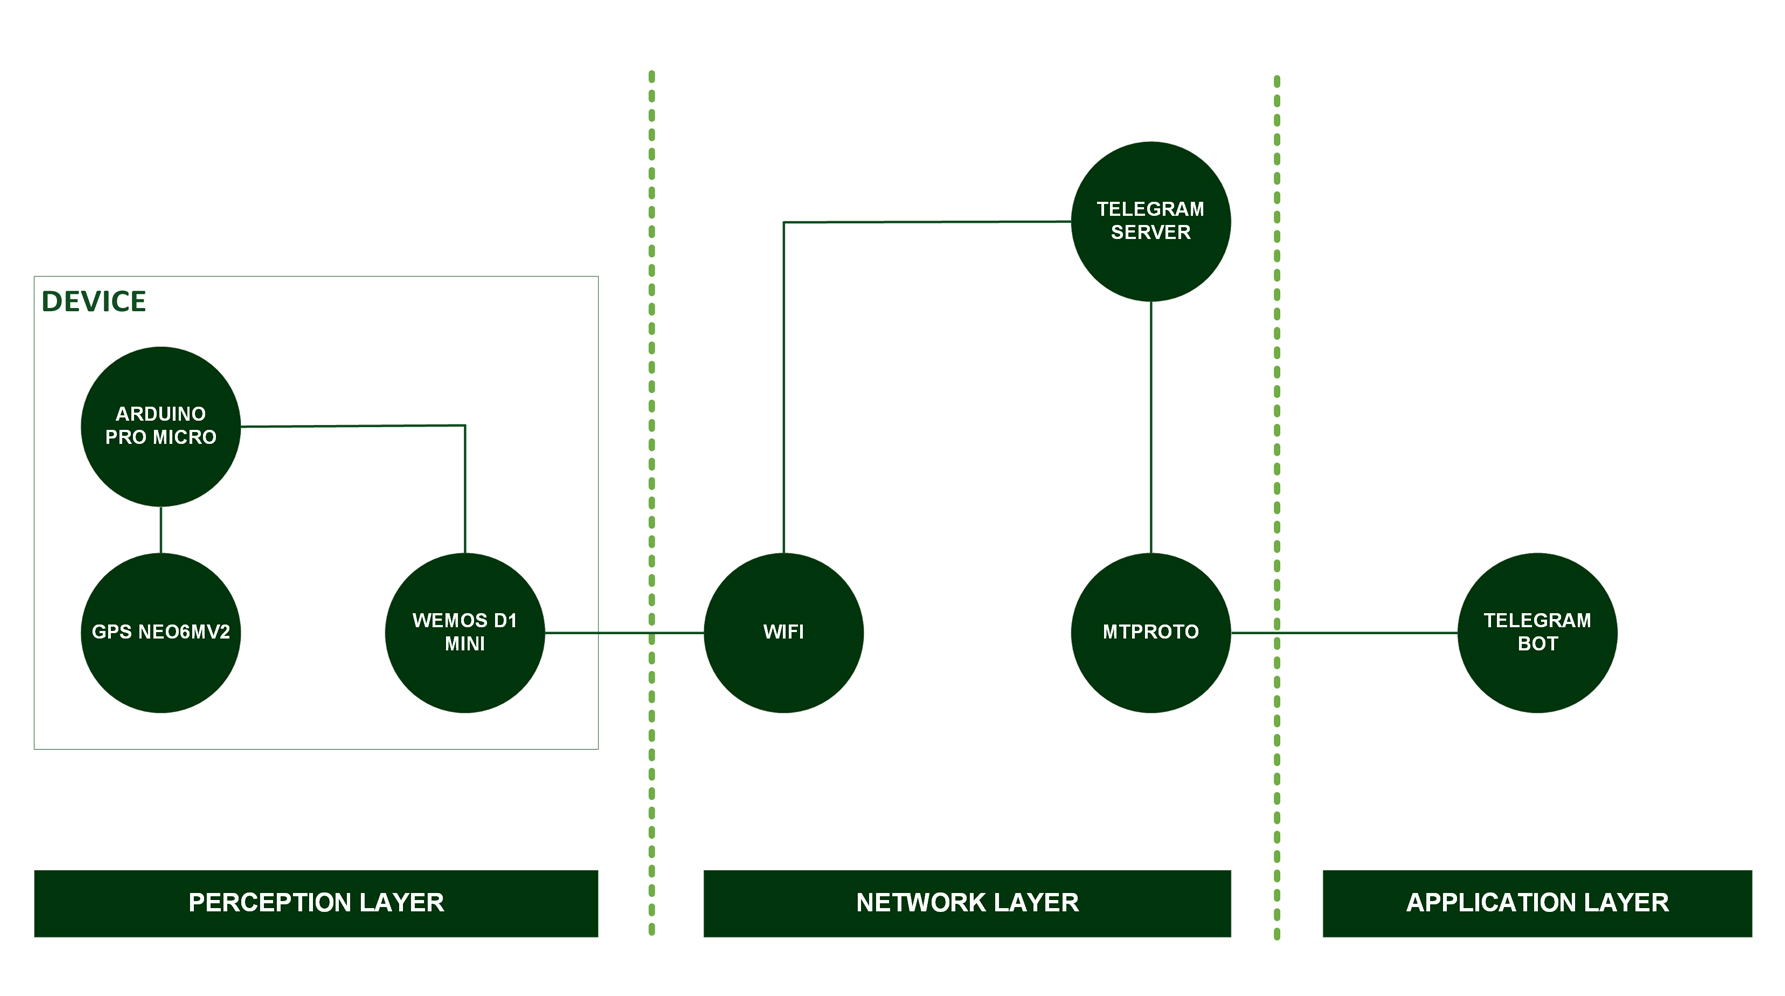 DEVICE
ARDUINO
PRO MICRO
GPS NEO6MV2
WEMOS D1
MINI
WIFI
TELEGRAM
SERVER
MTPROTO
TELEGRAM
BOT
PERCEPTION LAYER
NETWORK LAYER
APPLICATION LAYER